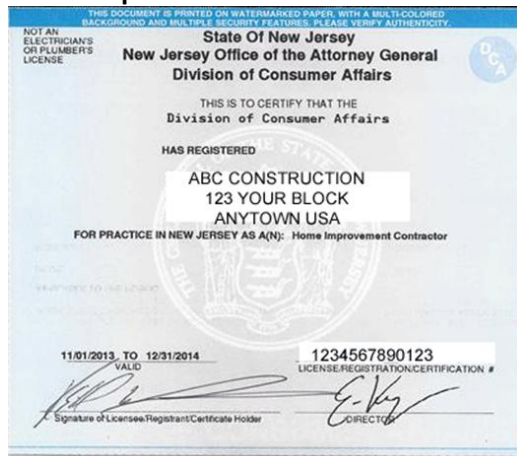 THIS DOCUMENT IS PRINTED ON WATERMARKED PAPER, WITH A MULTI-COLORED
BACKGROUND AND MULTIPLE SECURITY FEATURES. PLEASE VERIFY AUTHENTICITY.
NOT AN
ELECTRICIAN'S
OR PLUMBER'S
LICENSE
State Of New Jersey
New Jersey Office of the Attorney General
Division of Consumer Affairs
DCA
THIS IS TO CERTIFY THAT THE
Division of Consumer Affairs
HAS REGISTERED
ABC CONSTRUCTION
123 YOUR BLOCK
ANYTOWN USA
FOR PRACTICE IN NEW JERSEY AS A(N): Home Improvement Contractor
11/01/2013 TO 12/31/2014
VALID
1234567890123
LICENSE/REGISTRATION/CERTIFICATION #
Signature of Licensee/Registrant/Certificate Holder
DIRECTOR